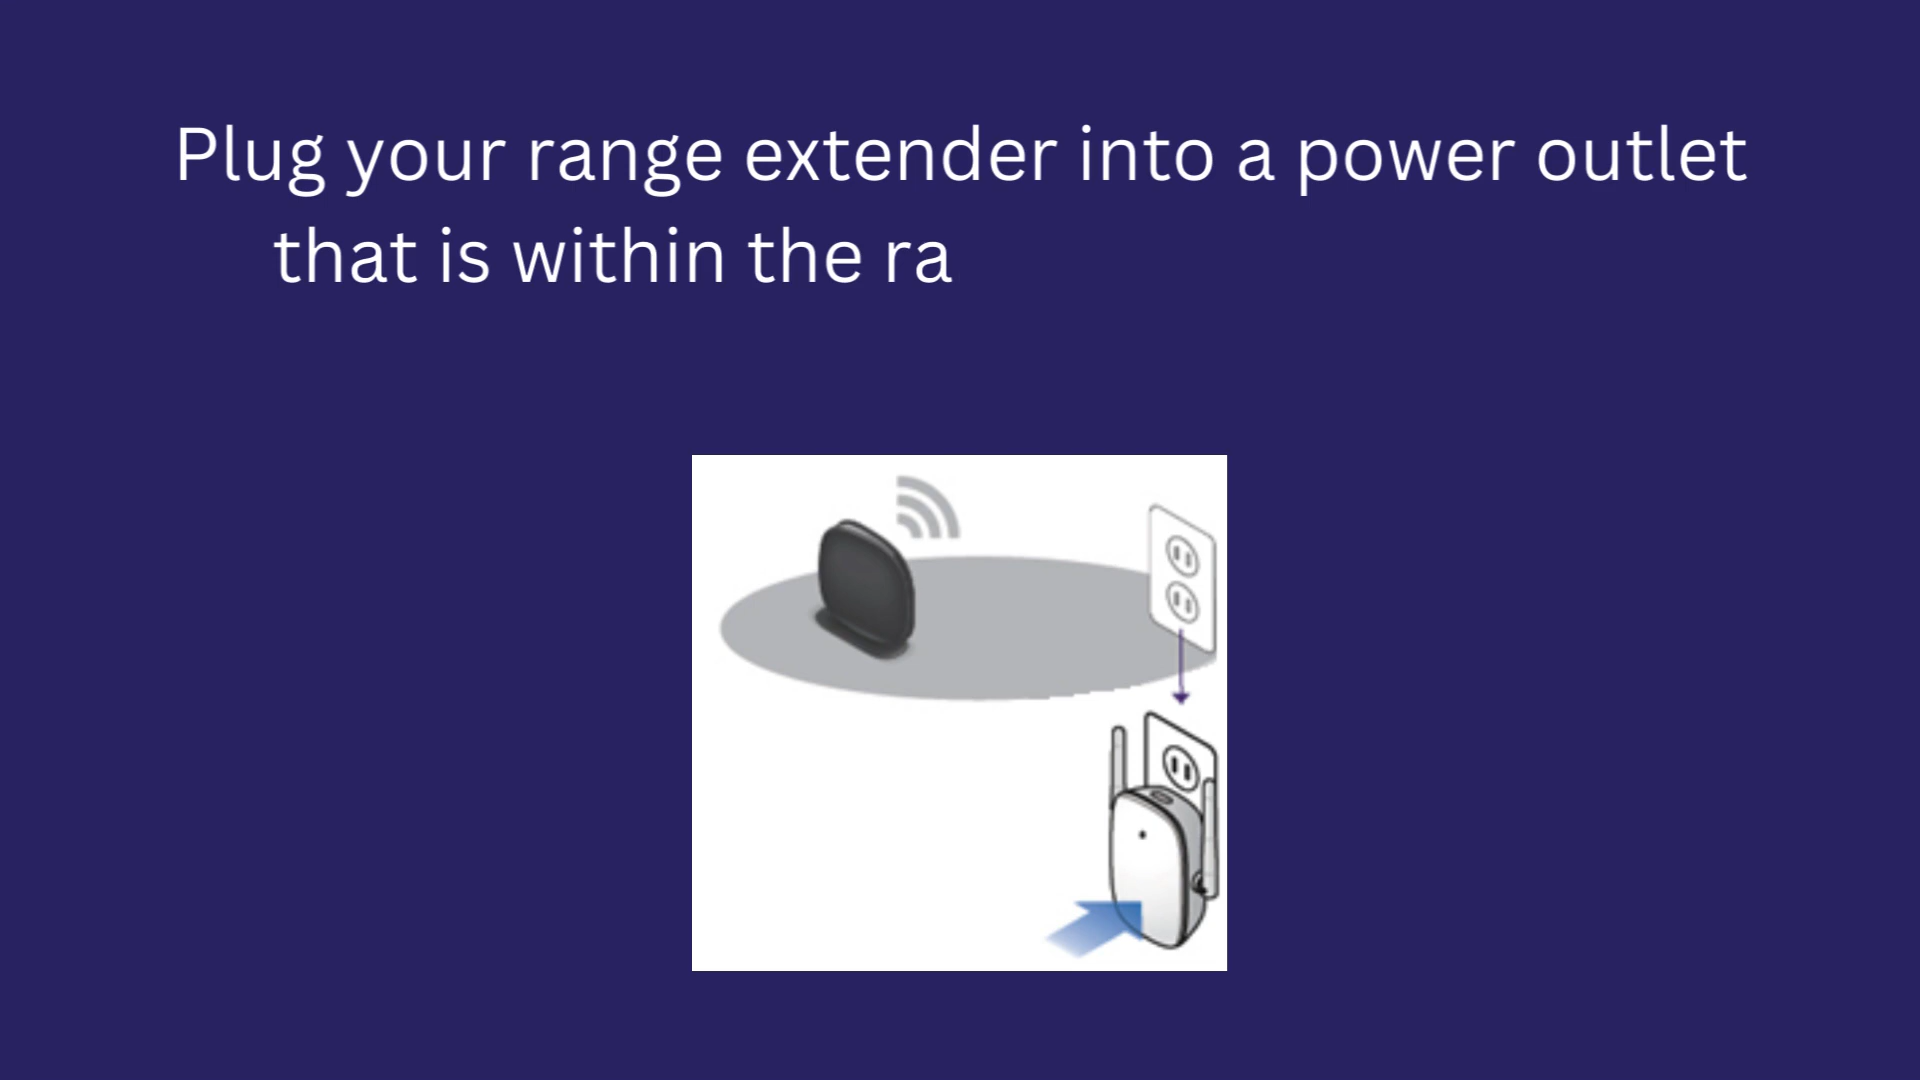 Plug your range extender into a power outlet
that is within the ra